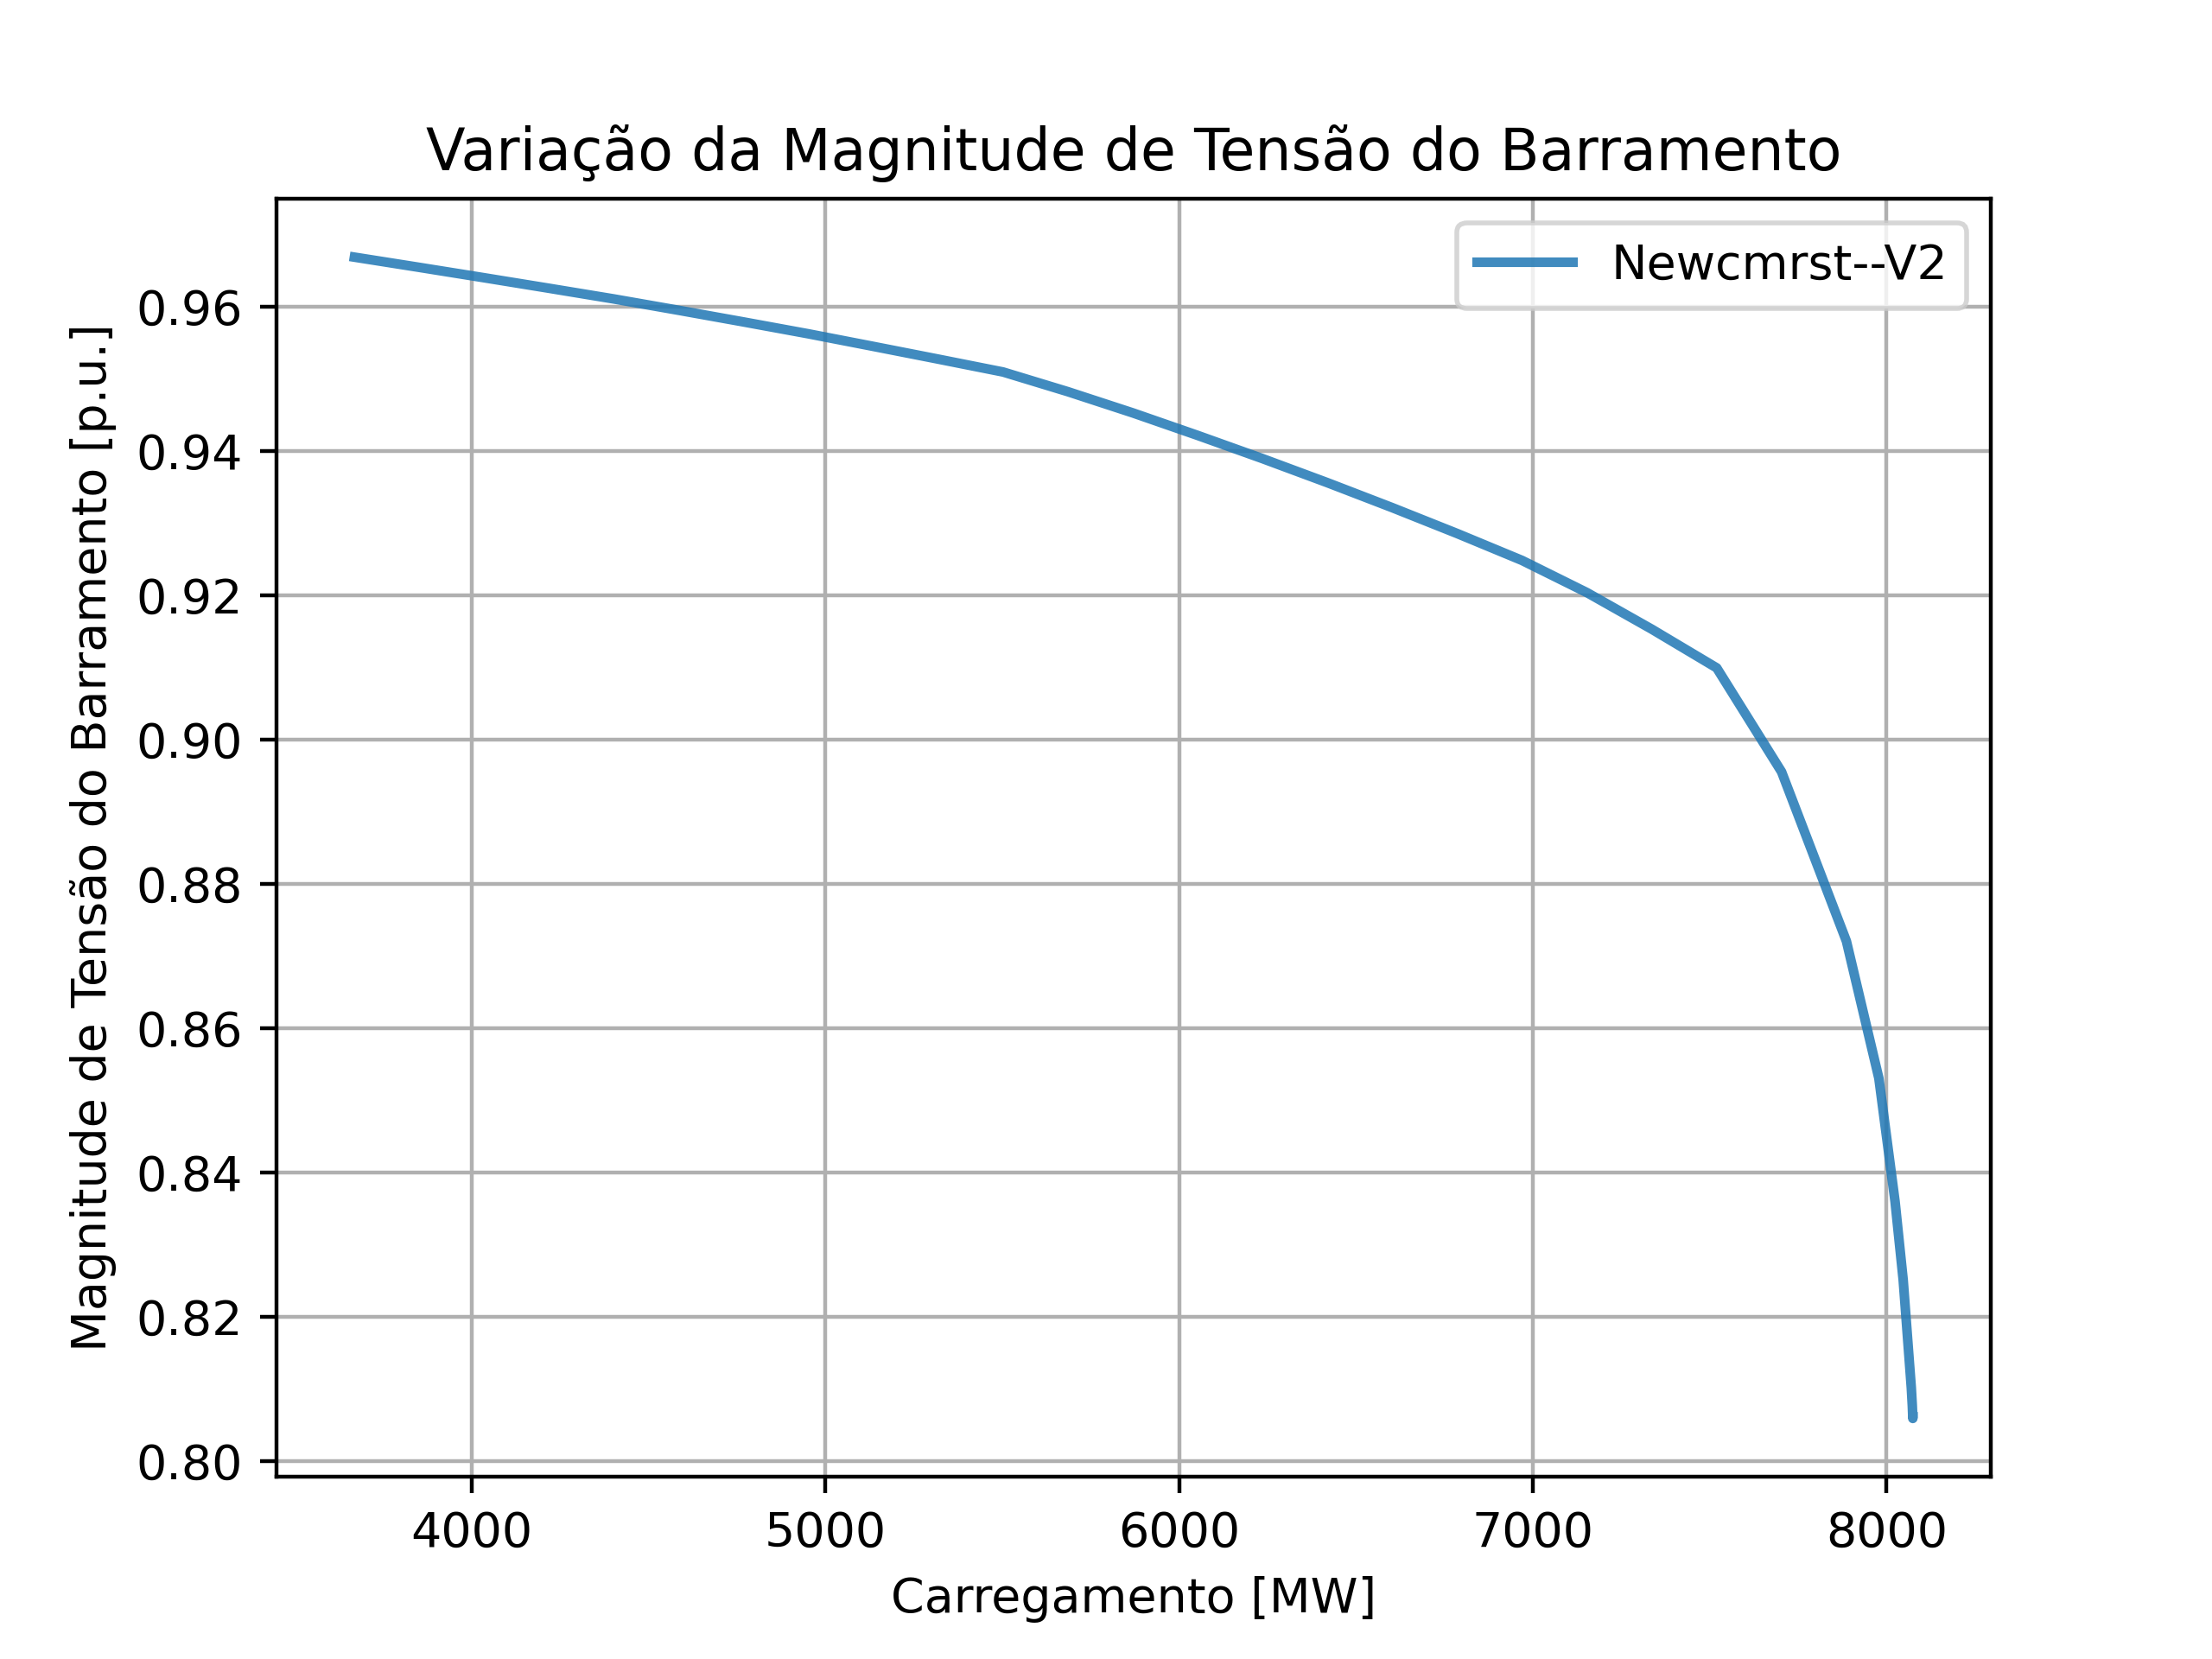 Variação da Magnitude de Tensão do Barramento
Newcmrst--V2
Magnitude de Tensão do Barramento [p.u.]
0.96
0.94
0.92
0.90
0.88
0.86
0.84
0.82
0.80
4000 5000 6000 7000 8000
Carregamento [MW]